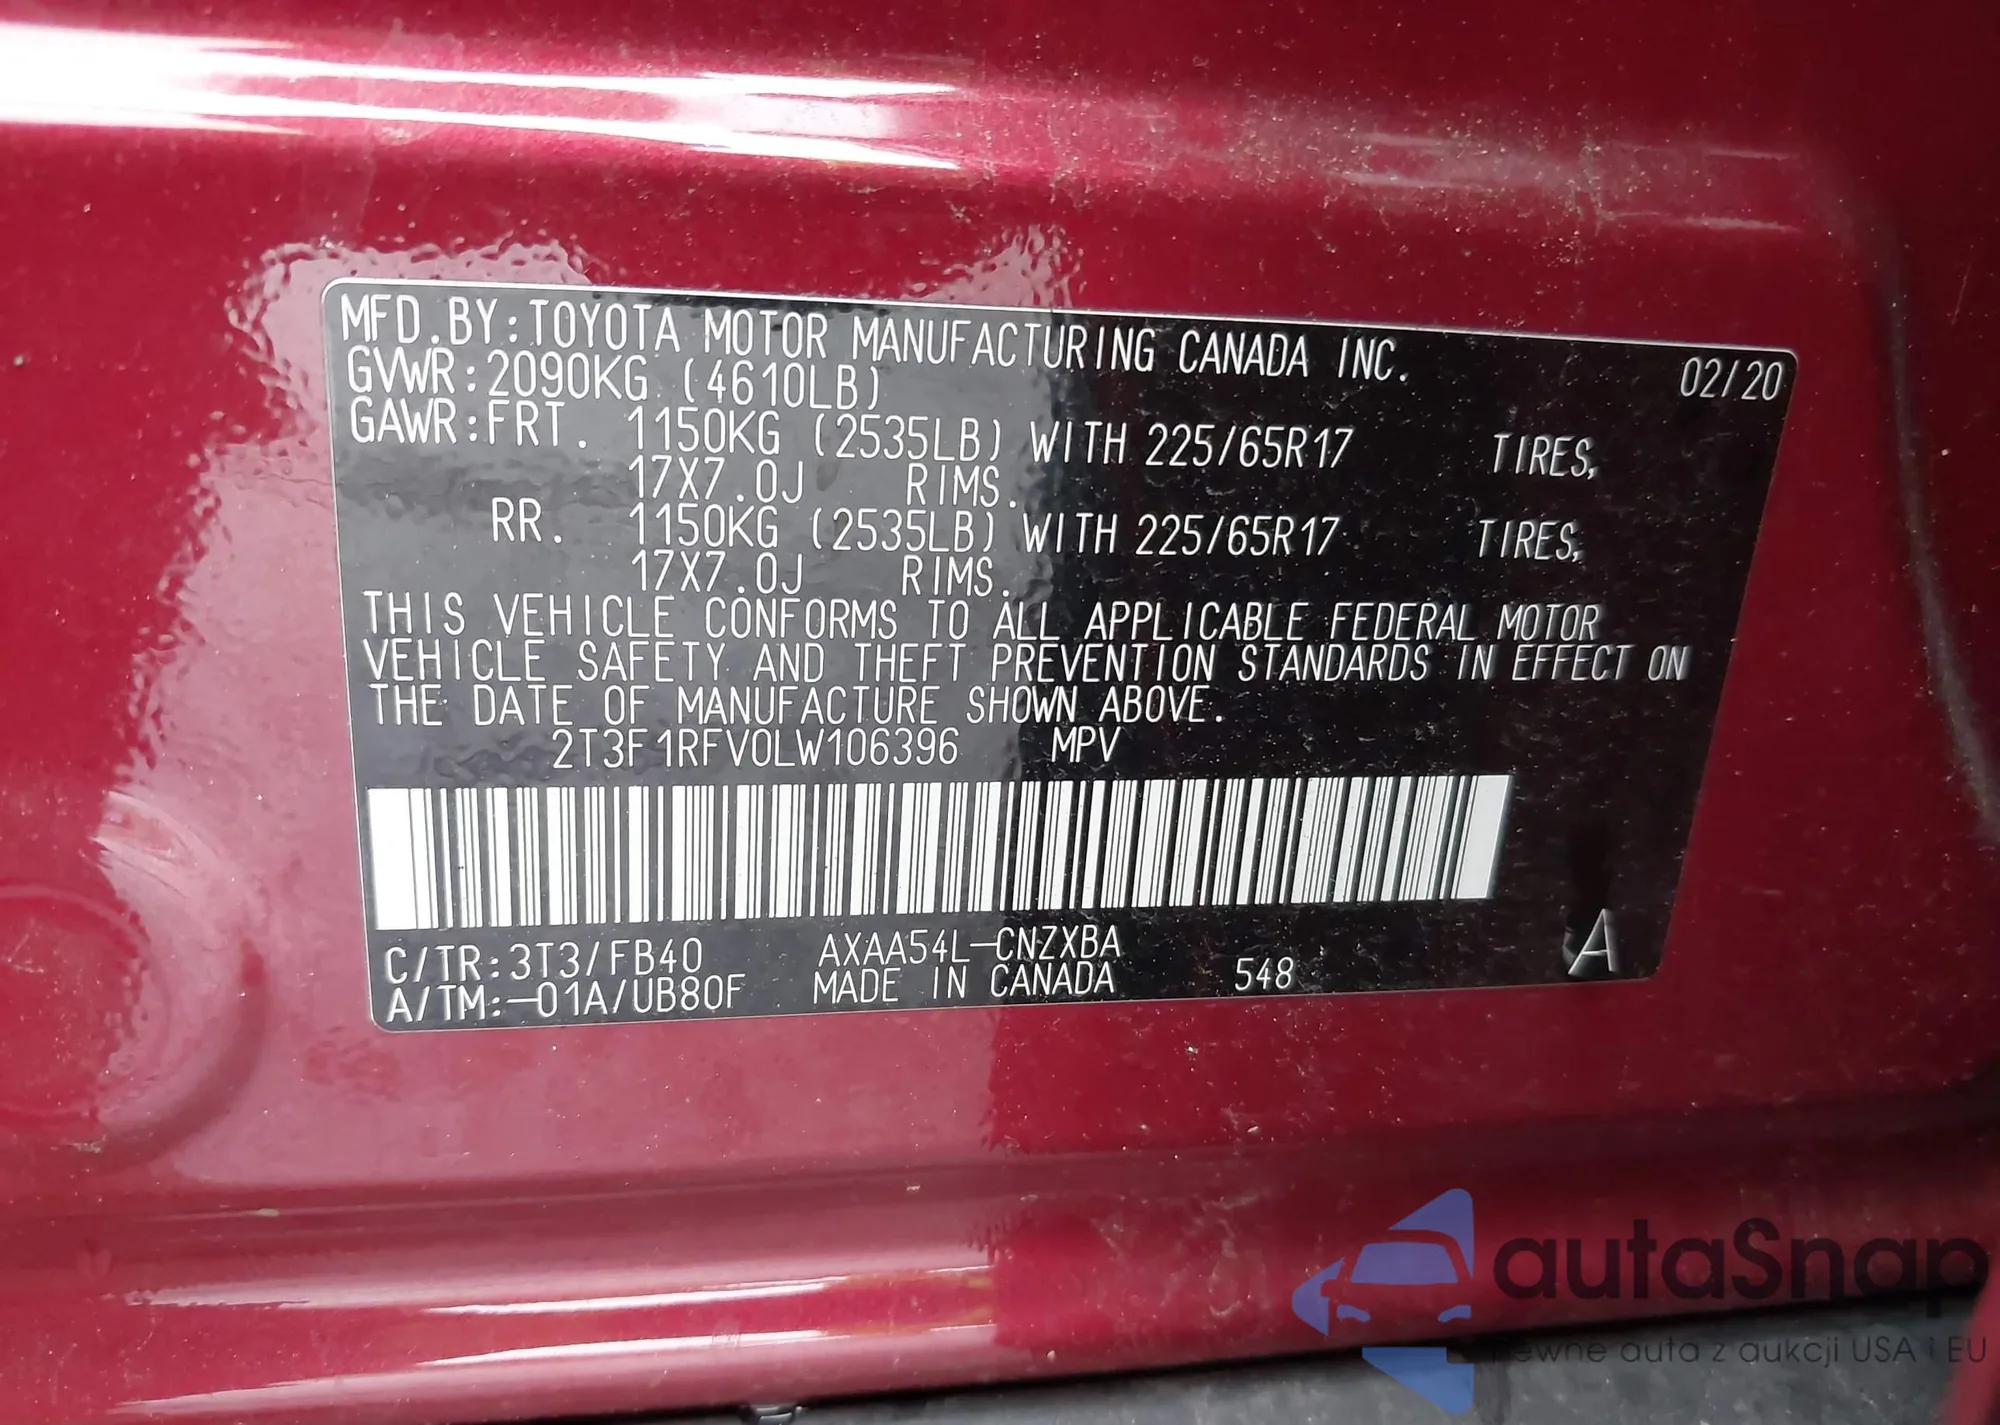 MFD.BY:TOYOTA MOTOR MANUFACTURING CANADA INC. 02/20
GVWR:2090KG (4610LB)
GAWR:FRT. 1150KG (2535LB) WITH 225/65R17 TIRES,
17X7.0J RIMS.
RR. 1150KG (2535LB) WITH 225/65R17 TIRES,
17X7.0J RIMS.
THIS VEHICLE CONFORMS TO ALL APPLICABLE FEDERAL MOTOR
VEHICLE SAFETY AND THEFT PREVENTION STANDARDS IN EFFECT ON
THE DATE OF MANUFACTURE SHOWN ABOVE.
2T3F1RFV0LW106396 MPV
C/TR:3T3/FB40 AXAA54L-CNZXBA
A/TM:-01A/UB80F MADE IN CANADA 548 A
autaSnap
Pewne auta z aukcji USA i EU